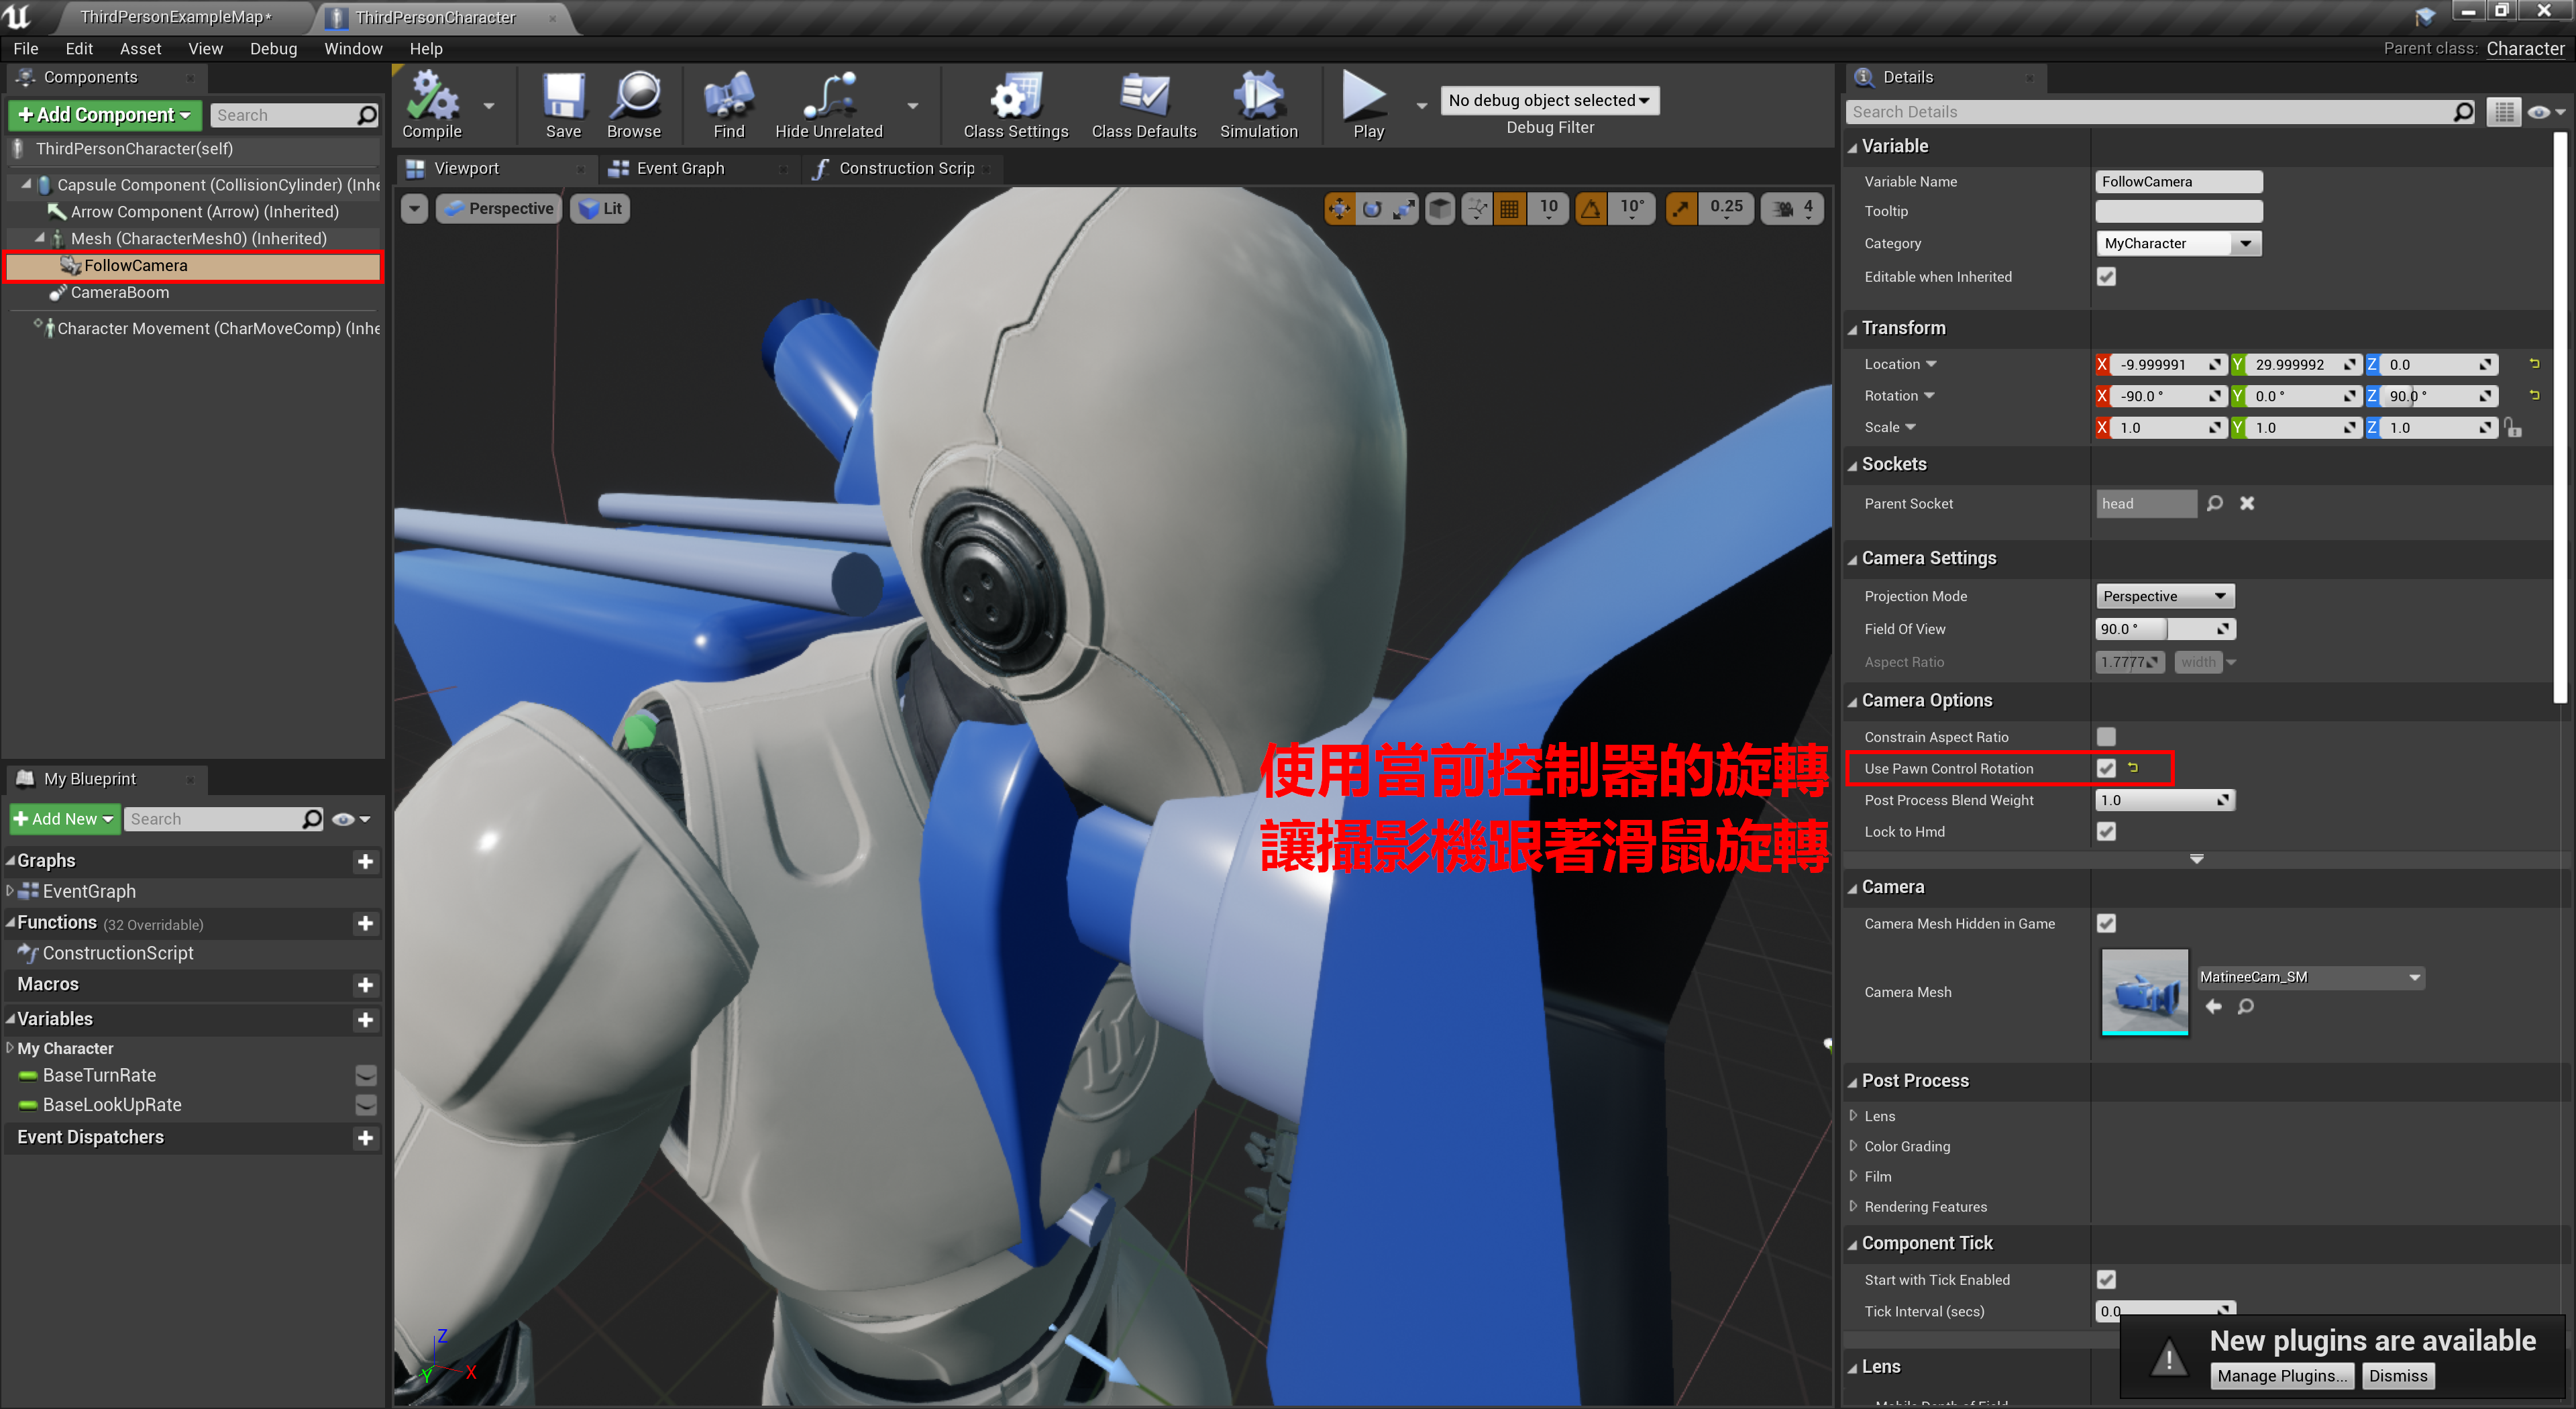 ThirdPersonExampleMap*
ThirdPersonCharacter
File Edit Asset View Debug Window Help
Parent class: Character
Components
+ Add Component
Search
ThirdPersonCharacter(self)
Capsule Component (CollisionCylinder) (Inhe
Arrow Component (Arrow) (Inherited)
Mesh (CharacterMesh0) (Inherited)
FollowCamera
CameraBoom
Character Movement (CharMoveComp) (Inhe
My Blueprint
+ Add New
Search
Graphs
EventGraph
Functions (32 Overridable)
ConstructionScript
Macros
Variables
My Character
BaseTurnRate
BaseLookUpRate
Event Dispatchers
Compile
Save
Browse
Find
Hide Unrelated
Class Settings
Class Defaults
Simulation
Play
No debug object selected
Debug Filter
Viewport
Event Graph
Construction Scrip
Perspective
Lit
10
10°
0.25
4
使用當前控制器的旋轉
讓攝影機跟著滑鼠旋轉
Z
Y
X
Details
Search Details
Variable
Variable Name FollowCamera
Tooltip
Category MyCharacter
Editable when Inherited
Transform
Location X -9.999991 Y 29.999992 Z 0.0
Rotation X -90.0 ° Y 0.0 ° Z 90.0 °
Scale X 1.0 Y 1.0 Z 1.0
Sockets
Parent Socket head
Camera Settings
Projection Mode Perspective
Field Of View 90.0 °
Aspect Ratio 1.7777 width
Camera Options
Constrain Aspect Ratio
Use Pawn Control Rotation
Post Process Blend Weight 1.0
Lock to Hmd
Camera
Camera Mesh Hidden in Game
Camera Mesh MatineeCam_SM
Post Process
Lens
Color Grading
Film
Rendering Features
Component Tick
Start with Tick Enabled
Tick Interval (secs) 0.0
Lens
New plugins are available
Manage Plugins...
Dismiss